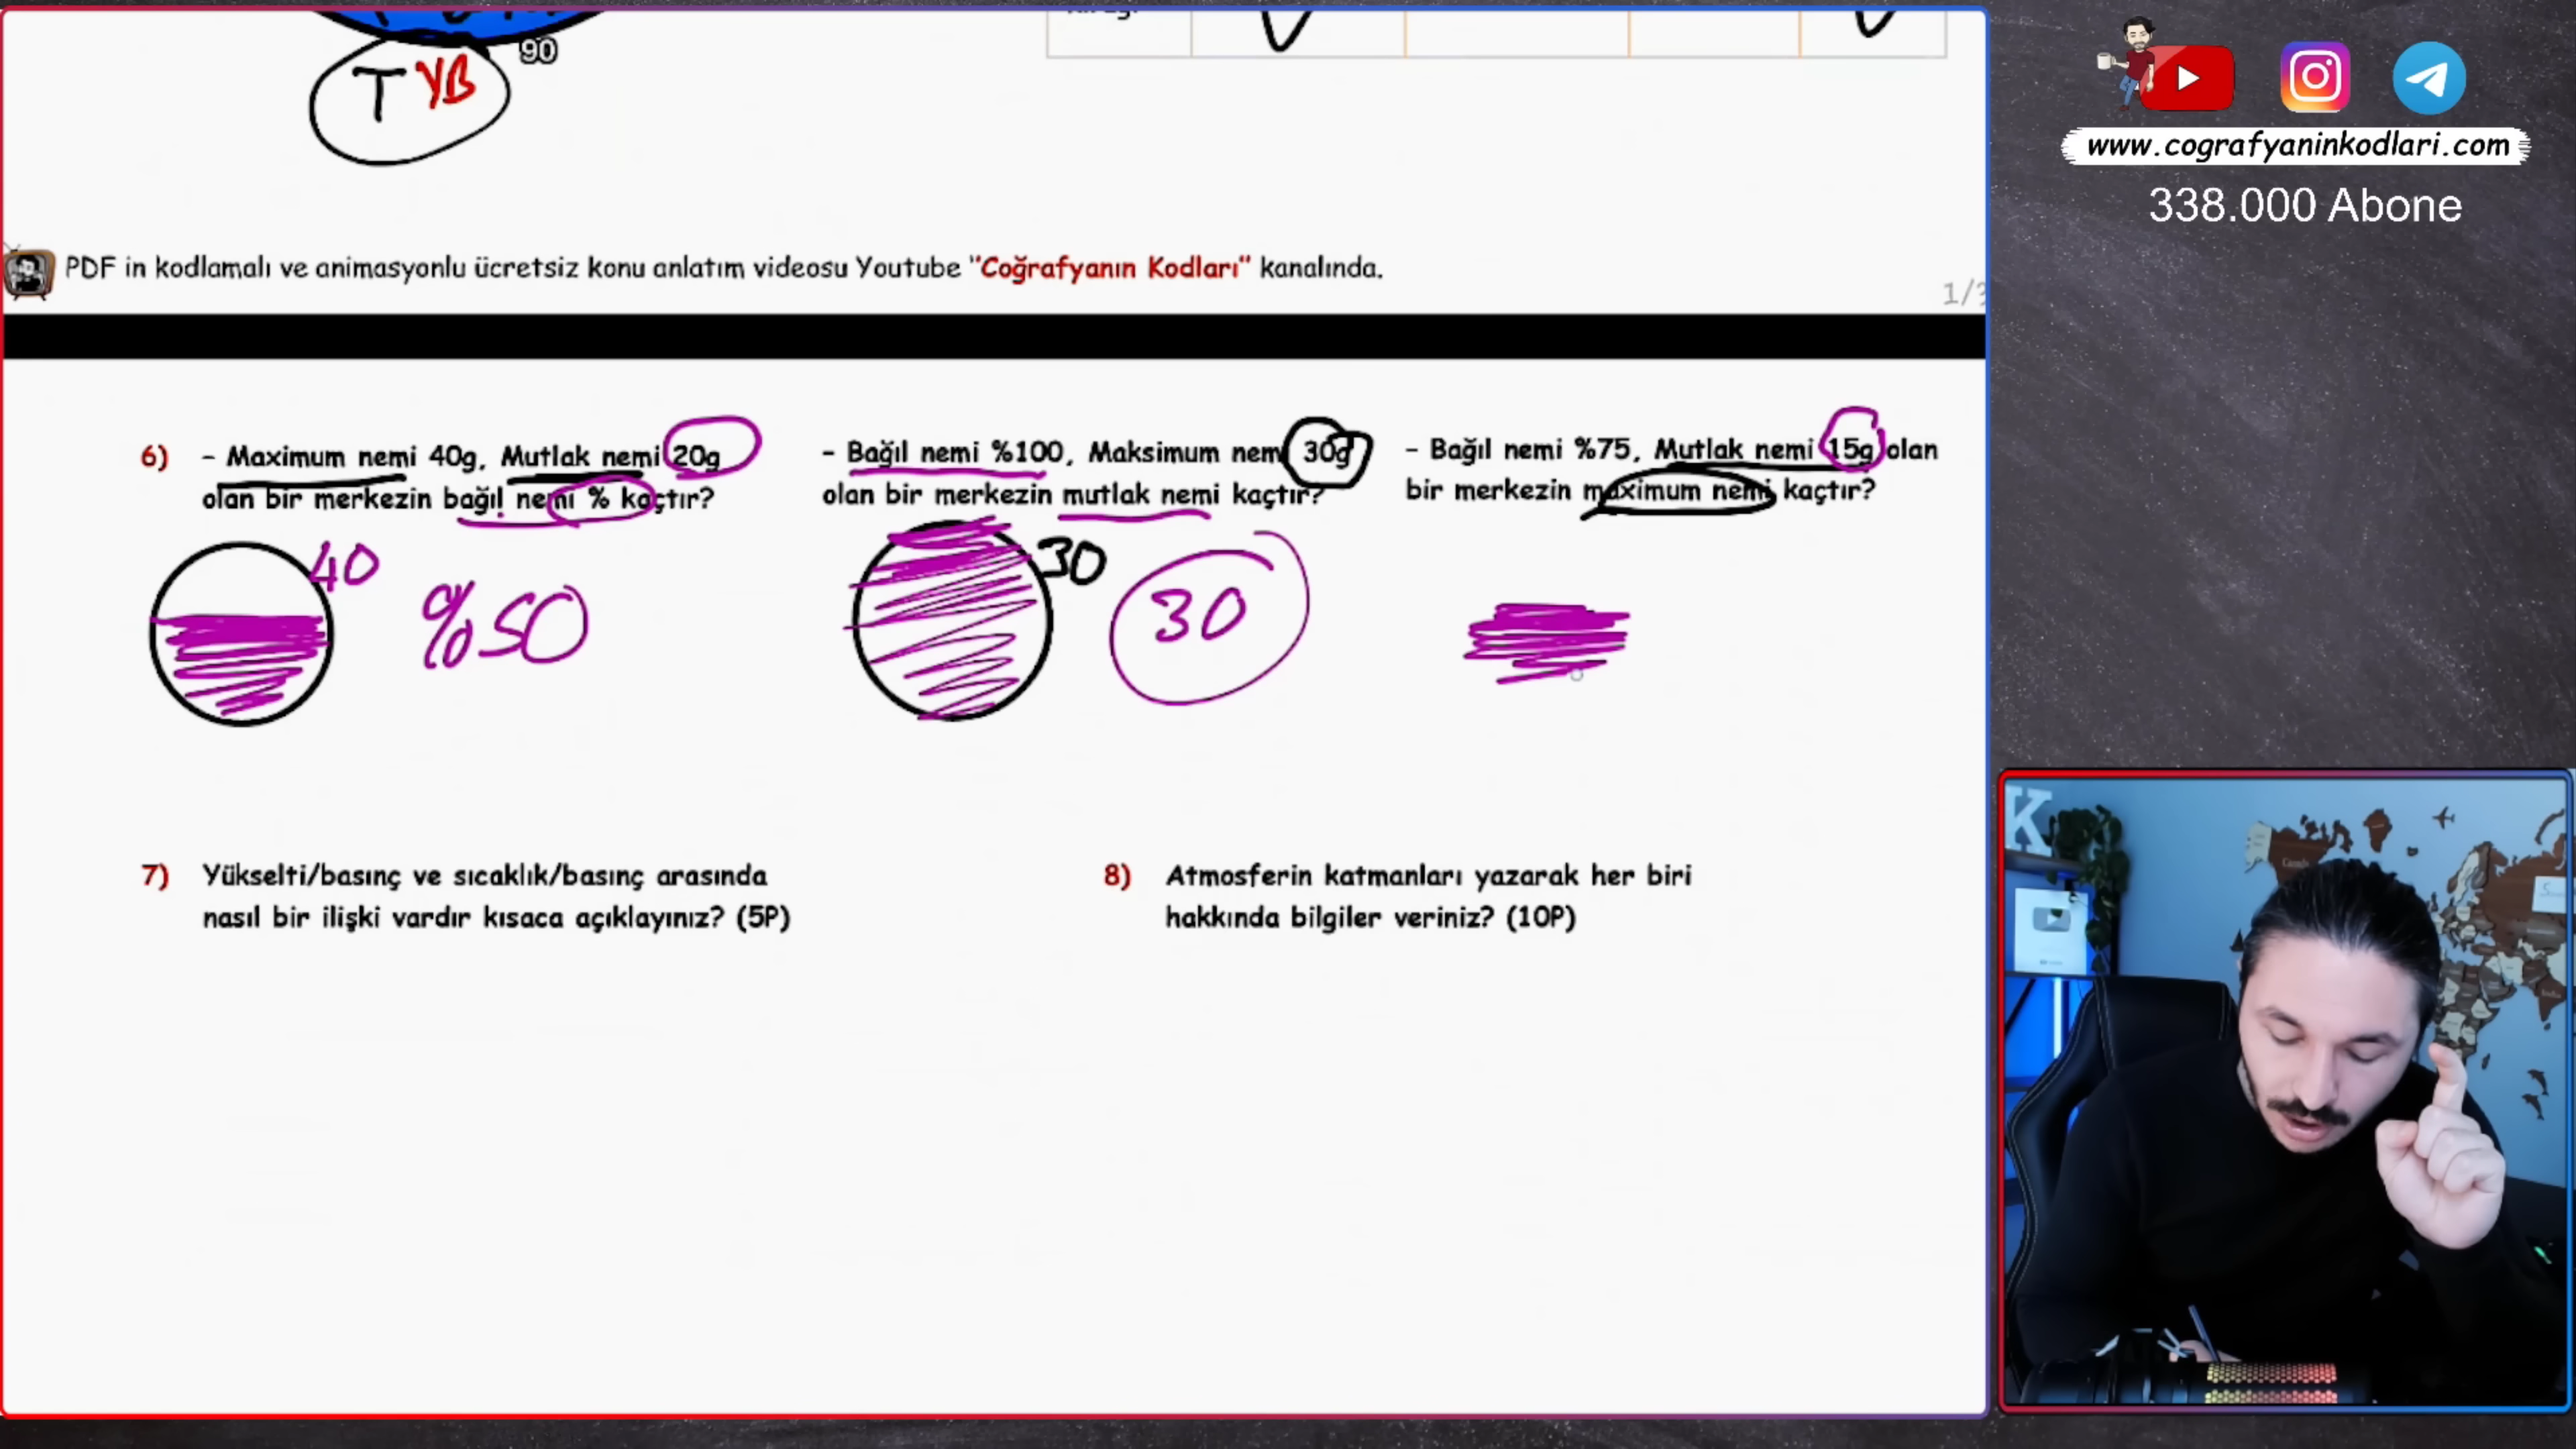 90
T YB
www.cografyaninkodlari.com
338.000 Abone
PDF in kodlamalı ve animasyonlu ücretsiz konu anlatım videosu Youtube "Coğrafyanın Kodları" kanalında.
6) - Maximum nemi 40g, Mutlak nemi 20g
olan bir merkezin bağıl nemi % kaçtır?
40
%50
- Bağıl nemi %100, Maksimum nem 30g
olan bir merkezin mutlak nemi kaçtır?
30
30
- Bağıl nemi %75, Mutlak nemi 15g olan
bir merkezin maximum nemi kaçtır?
7) Yükselti/basınç ve sıcaklık/basınç arasında
nasıl bir ilişki vardır kısaca açıklayınız? (5P)
8) Atmosferin katmanları yazarak her biri
hakkında bilgiler veriniz? (10P)
K